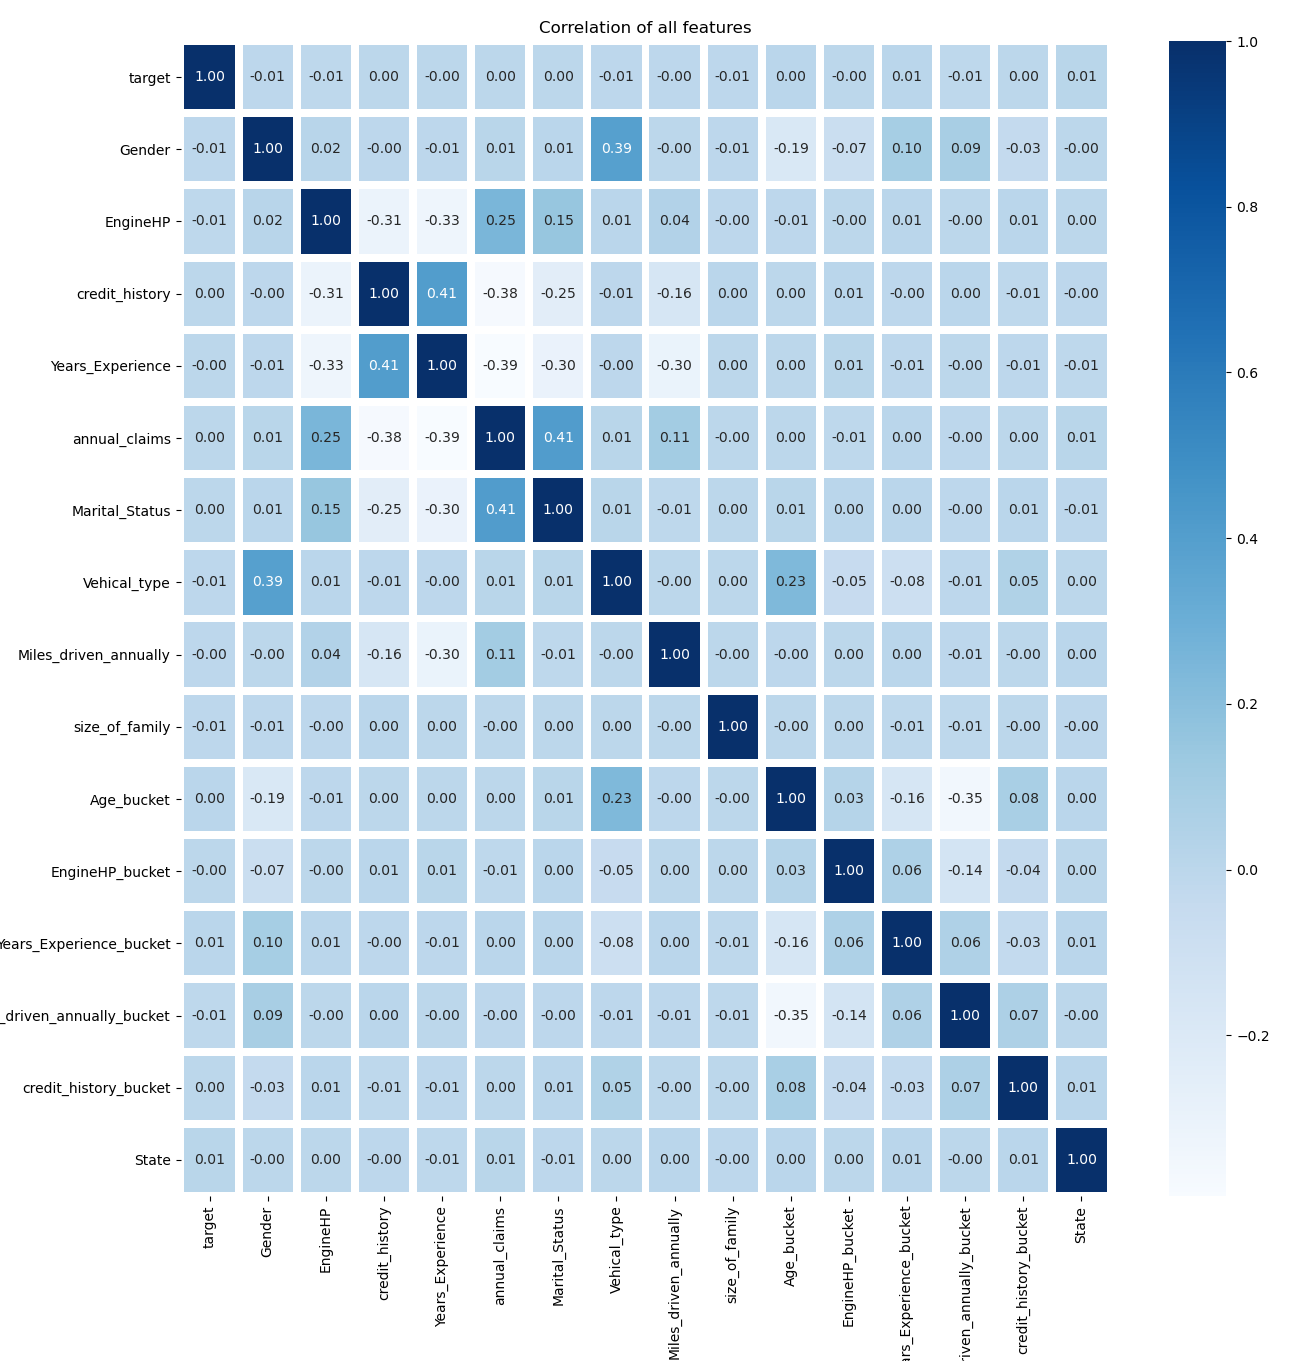 Correlation of all features
target 1.00 -0.01 -0.01 0.00 -0.00 0.00 0.00 -0.01 -0.00 -0.01 0.00 -0.00 0.01 -0.01 0.00 0.01
Gender -0.01 1.00 0.02 -0.00 -0.01 0.01 0.01 0.39 -0.00 -0.01 -0.19 -0.07 0.10 0.09 -0.03 -0.00
EngineHP -0.01 0.02 1.00 -0.31 -0.33 0.25 0.15 0.01 0.04 -0.00 -0.01 -0.00 0.01 -0.00 0.01 0.00
credit_history 0.00 -0.00 -0.31 1.00 0.41 -0.38 -0.25 -0.01 -0.16 0.00 0.00 0.01 -0.00 0.00 -0.01 -0.00
Years_Experience -0.00 -0.01 -0.33 0.41 1.00 -0.39 -0.30 -0.00 -0.30 0.00 0.00 0.01 -0.01 -0.00 -0.01 -0.01
annual_claims 0.00 0.01 0.25 -0.38 -0.39 1.00 0.41 0.01 0.11 -0.00 0.00 -0.01 0.00 -0.00 0.00 0.01
Marital_Status 0.00 0.01 0.15 -0.25 -0.30 0.41 1.00 0.01 -0.01 0.00 0.01 0.00 0.00 -0.00 0.01 -0.01
Vehical_type -0.01 0.39 0.01 -0.01 -0.00 0.01 0.01 1.00 -0.00 0.00 0.23 -0.05 -0.08 -0.01 0.05 0.00
Miles_driven_annually -0.00 -0.00 0.04 -0.16 -0.30 0.11 -0.01 -0.00 1.00 -0.00 -0.00 0.00 0.00 -0.01 -0.00 0.00
size_of_family -0.01 -0.01 -0.00 0.00 0.00 -0.00 0.00 0.00 -0.00 1.00 -0.00 0.00 -0.01 -0.01 -0.00 -0.00
Age_bucket 0.00 -0.19 -0.01 0.00 0.00 0.00 0.01 0.23 -0.00 -0.00 1.00 0.03 -0.16 -0.35 0.08 0.00
EngineHP_bucket -0.00 -0.07 -0.00 0.01 0.01 -0.01 0.00 -0.05 0.00 0.00 0.03 1.00 0.06 -0.14 -0.04 0.00
Years_Experience_bucket 0.01 0.10 0.01 -0.00 -0.01 0.00 0.00 -0.08 0.00 -0.01 -0.16 0.06 1.00 0.06 -0.03 0.01
_driven_annually_bucket -0.01 0.09 -0.00 0.00 -0.00 -0.00 -0.00 -0.01 -0.01 -0.01 -0.35 -0.14 0.06 1.00 0.07 -0.00
credit_history_bucket 0.00 -0.03 0.01 -0.01 -0.01 0.00 0.01 0.05 -0.00 -0.00 0.08 -0.04 -0.03 0.07 1.00 0.01
State 0.01 -0.00 0.00 -0.00 -0.01 0.01 -0.01 0.00 0.00 -0.00 0.00 0.00 0.01 -0.00 0.01 1.00
target
Gender
EngineHP
credit_history
Years_Experience
annual_claims
Marital_Status
Vehical_type
Miles_driven_annually
size_of_family
Age_bucket
EngineHP_bucket
ars_Experience_bucket
riven_annually_bucket
credit_history_bucket
State
1.0
0.8
0.6
0.4
0.2
0.0
−0.2